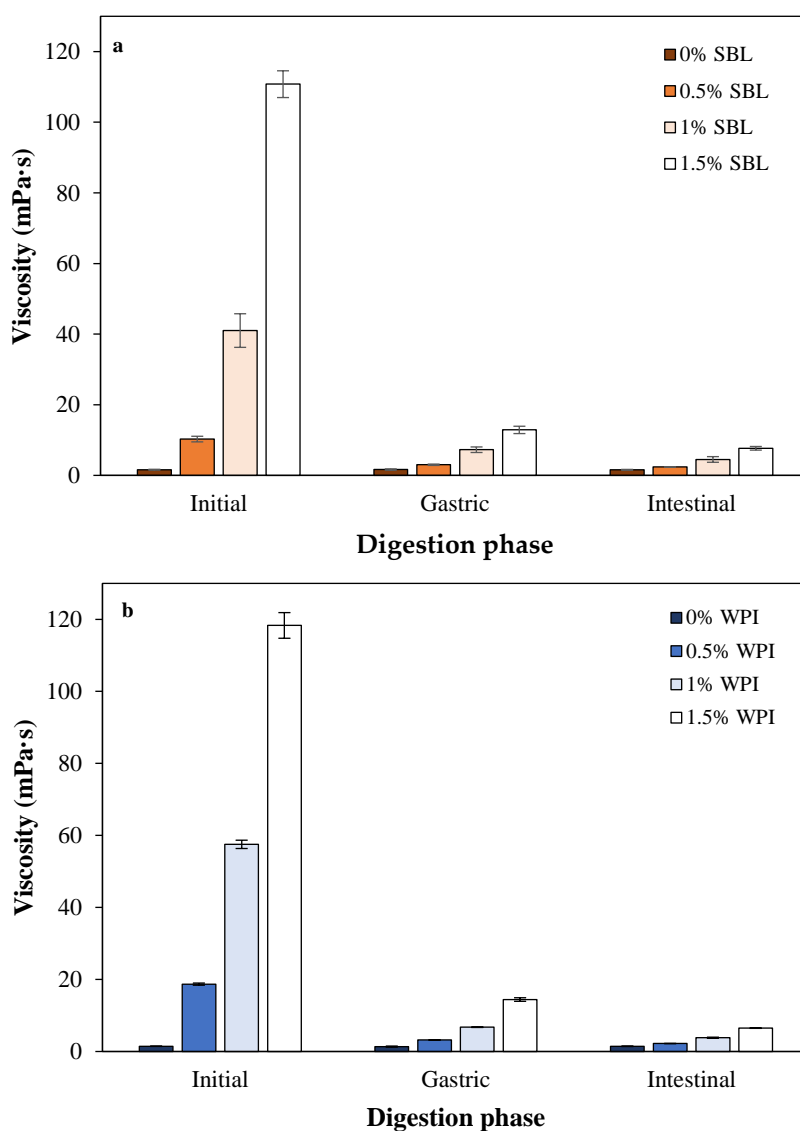 a
0% SBL
0.5% SBL
1% SBL
1.5% SBL
120
100
80
60
40
20
0
Viscosity (mPa·s)
Initial Gastric Intestinal
Digestion phase
b
0% WPI
0.5% WPI
1% WPI
1.5% WPI
120
100
80
60
40
20
0
Viscosity (mPa·s)
Initial Gastric Intestinal
Digestion phase